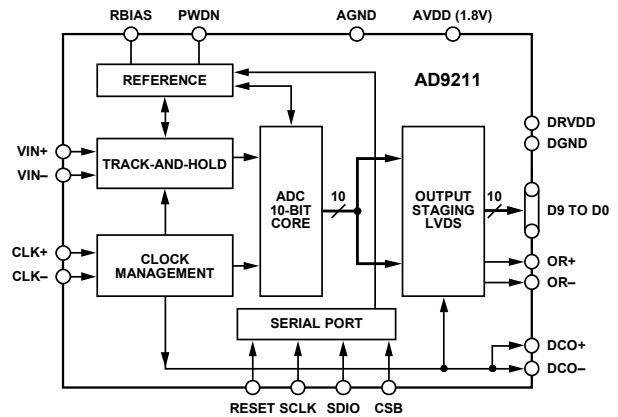 RBIAS PWDN AGND AVDD (1.8V)
REFERENCE
AD9211
DRVDD
DGND
VIN+
VIN–
TRACK-AND-HOLD
ADC
10-BIT
CORE
10
OUTPUT
STAGING
LVDS
10
D9 TO D0
CLK+
CLK–
CLOCK
MANAGEMENT
OR+
OR–
SERIAL PORT
DCO+
DCO–
RESET SCLK SDIO CSB